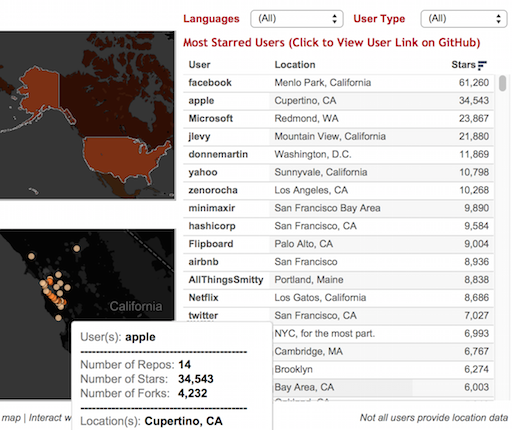 Languages (All) User Type (All)
Most Starred Users (Click to View User Link on GitHub)
User Location Stars
facebook Menlo Park, California 61,260
apple Cupertino, CA 34,543
Microsoft Redmond, WA 23,867
jlevy Mountain View, California 21,880
donnemartin Washington, D.C. 11,869
yahoo Sunnyvale, California 10,798
zenorocha Los Angeles, CA 10,268
minimaxir San Francisco Bay Area 9,890
hashicorp San Francisco, CA 9,584
Flipboard Palo Alto, CA 9,004
airbnb San Francisco 8,936
AllThingsSmitty Portland, Maine 8,838
Netflix Los Gatos, California 8,686
twitter San Francisco, CA 7,027
NYC, for the most part. 6,993
Cambridge, MA 6,767
Brooklyn 6,274
Bay Area, CA 6,003
California
User(s): apple
Number of Repos: 14
Number of Stars: 34,543
Number of Forks: 4,232
Location(s): Cupertino, CA
map | Interact w
Not all users provide location data